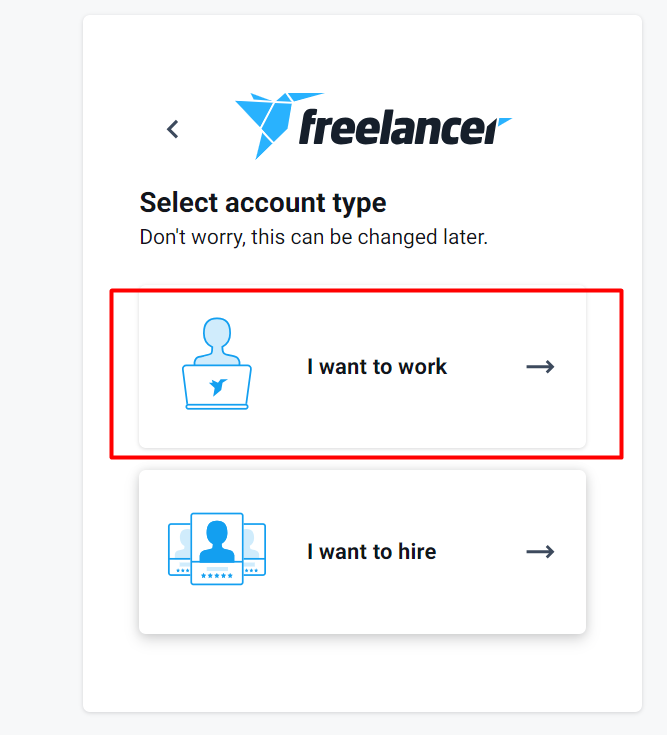 freelancer
Select account type
Don't worry, this can be changed later.
I want to work
I want to hire